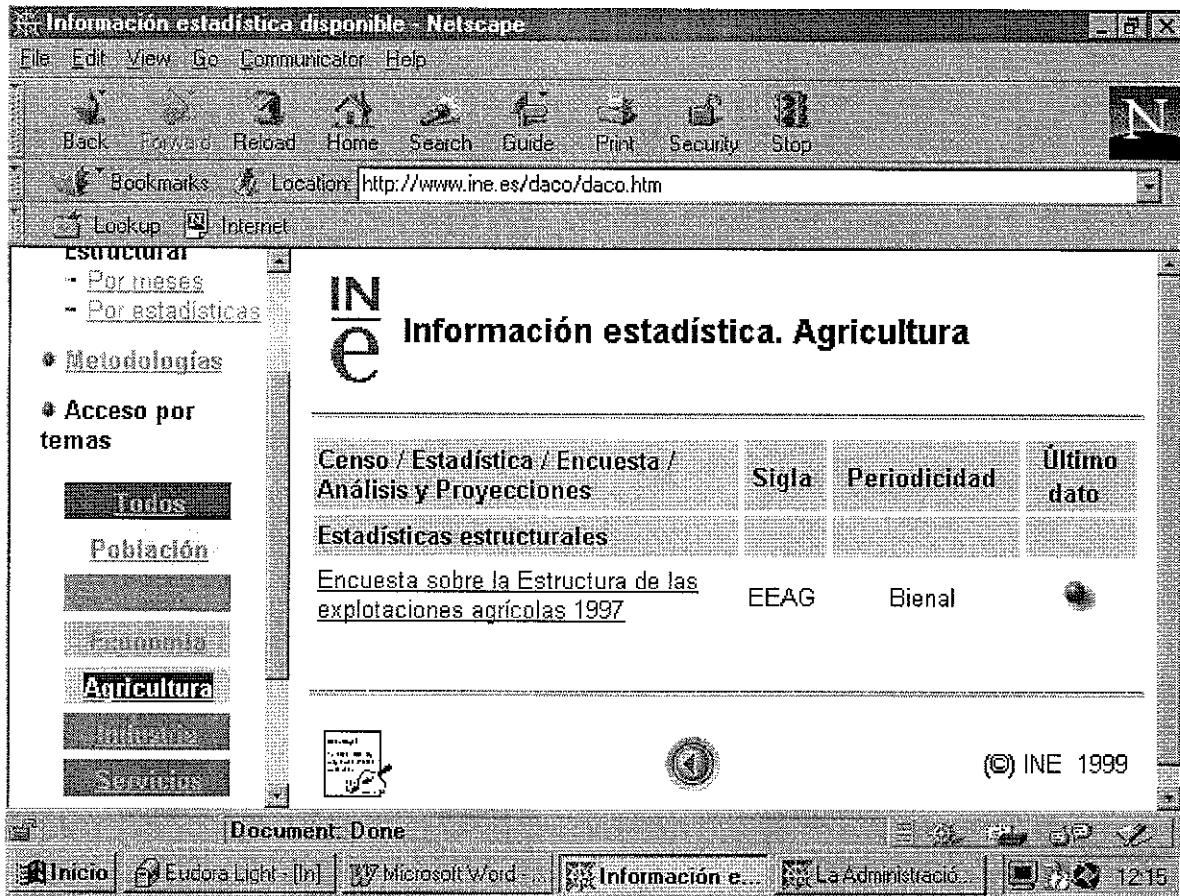 Información estadística disponible - Netscape
File Edit View Go Communicator Help
Back Forward Reload Home Search Guide Print Security Stop
N
Bookmarks Location: http://www.ine.es/daco/daco.htm
Lookup Internet
Estructural
- Por meses
- Por estadísticas
Metodologías
Acceso por
temas
Todos
Población
Economía
Agricultura
Industria
Servicios
INe
Información estadística. Agricultura
Censo / Estadística / Encuesta /
Análisis y Proyecciones
Sigla
Periodicidad
Último
dato
Estadísticas estructurales
Encuesta sobre la Estructura de las
explotaciones agrícolas 1997
EEAG
Bienal
(©) INE 1999
Document: Done
Inicio Eudora Light - [In] Microsoft Word - ... Información e... La Administració... 12:15